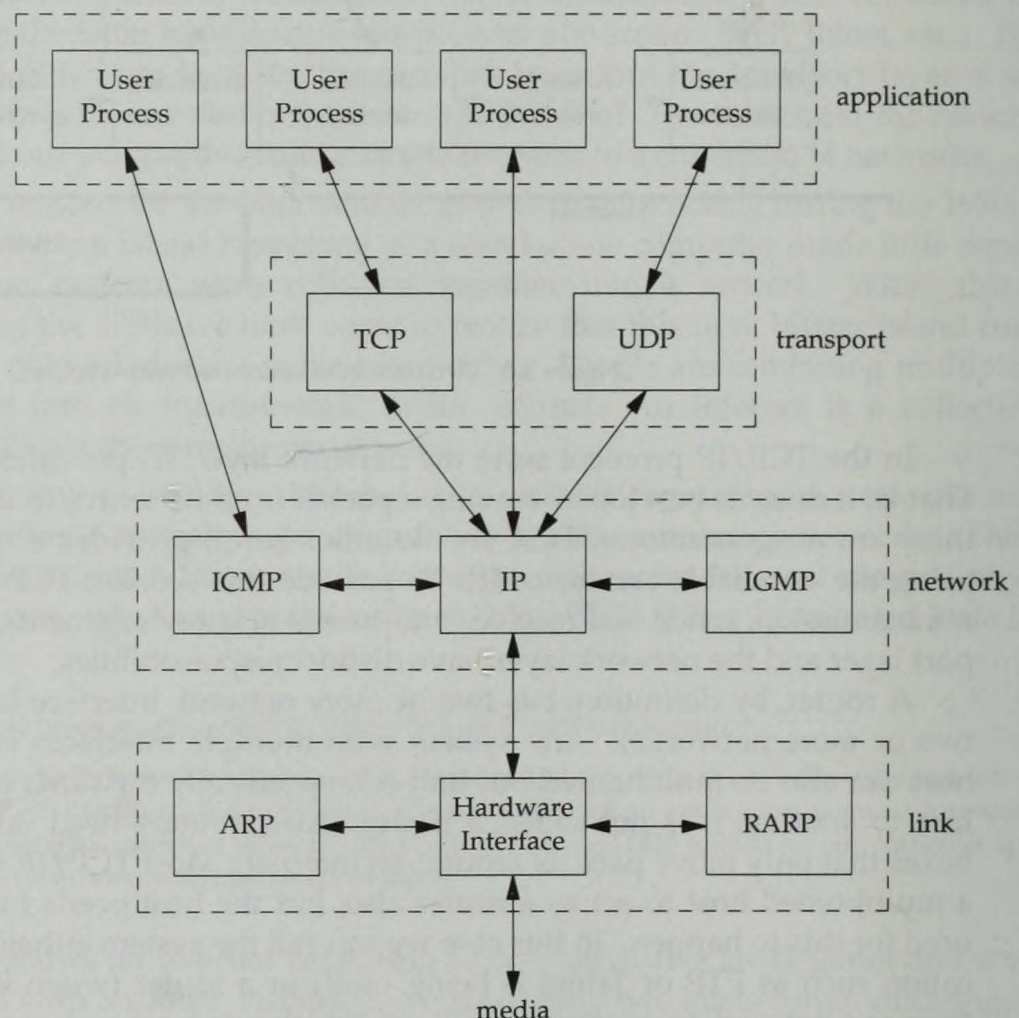 User
Process
User
Process
User
Process
User
Process
application
TCP
UDP
transport
ICMP
IP
IGMP
network
ARP
Hardware
Interface
RARP
link
media